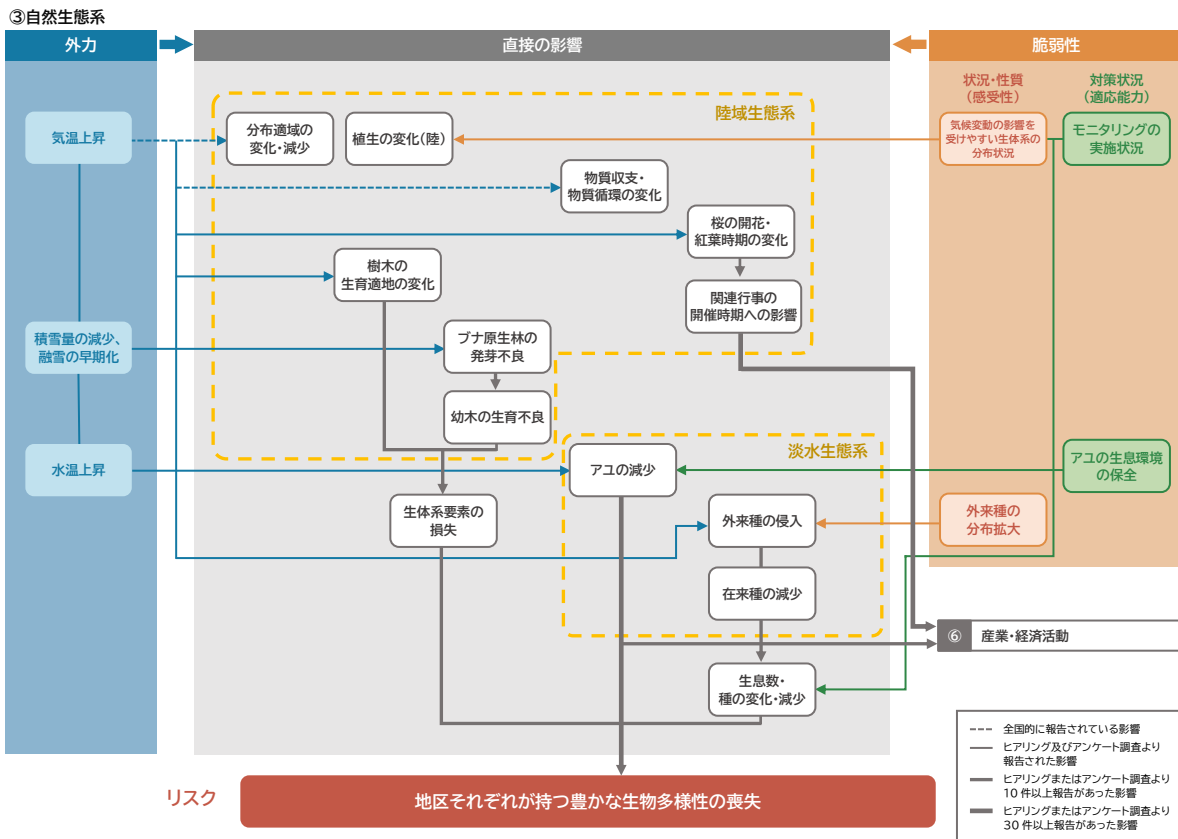 ③自然生態系
外力
直接の影響
脆弱性
状況・性質
（感受性）
対策状況
（適応能力）
陸域生態系
気温上昇
分布適域の
変化・減少
植生の変化（陸）
気候変動の影響を
受けやすい生体系の
分布状況
モニタリングの
実施状況
物質収支・
物質循環の変化
桜の開花・
紅葉時期の変化
樹木の
生育適地の変化
関連行事の
開催時期への影響
積雪量の減少、
融雪の早期化
ブナ原生林の
発芽不良
幼木の生育不良
淡水生態系
水温上昇
アユの減少
アユの生息環境
の保全
生体系要素の
損失
外来種の侵入
外来種の
分布拡大
在来種の減少
⑥ 産業・経済活動
生息数・
種の変化・減少
全国的に報告されている影響
ヒアリング及びアンケート調査より
報告された影響
ヒアリングまたはアンケート調査より
10 件以上報告があった影響
ヒアリングまたはアンケート調査より
30 件以上報告があった影響
リスク
地区それぞれが持つ豊かな生物多様性の喪失